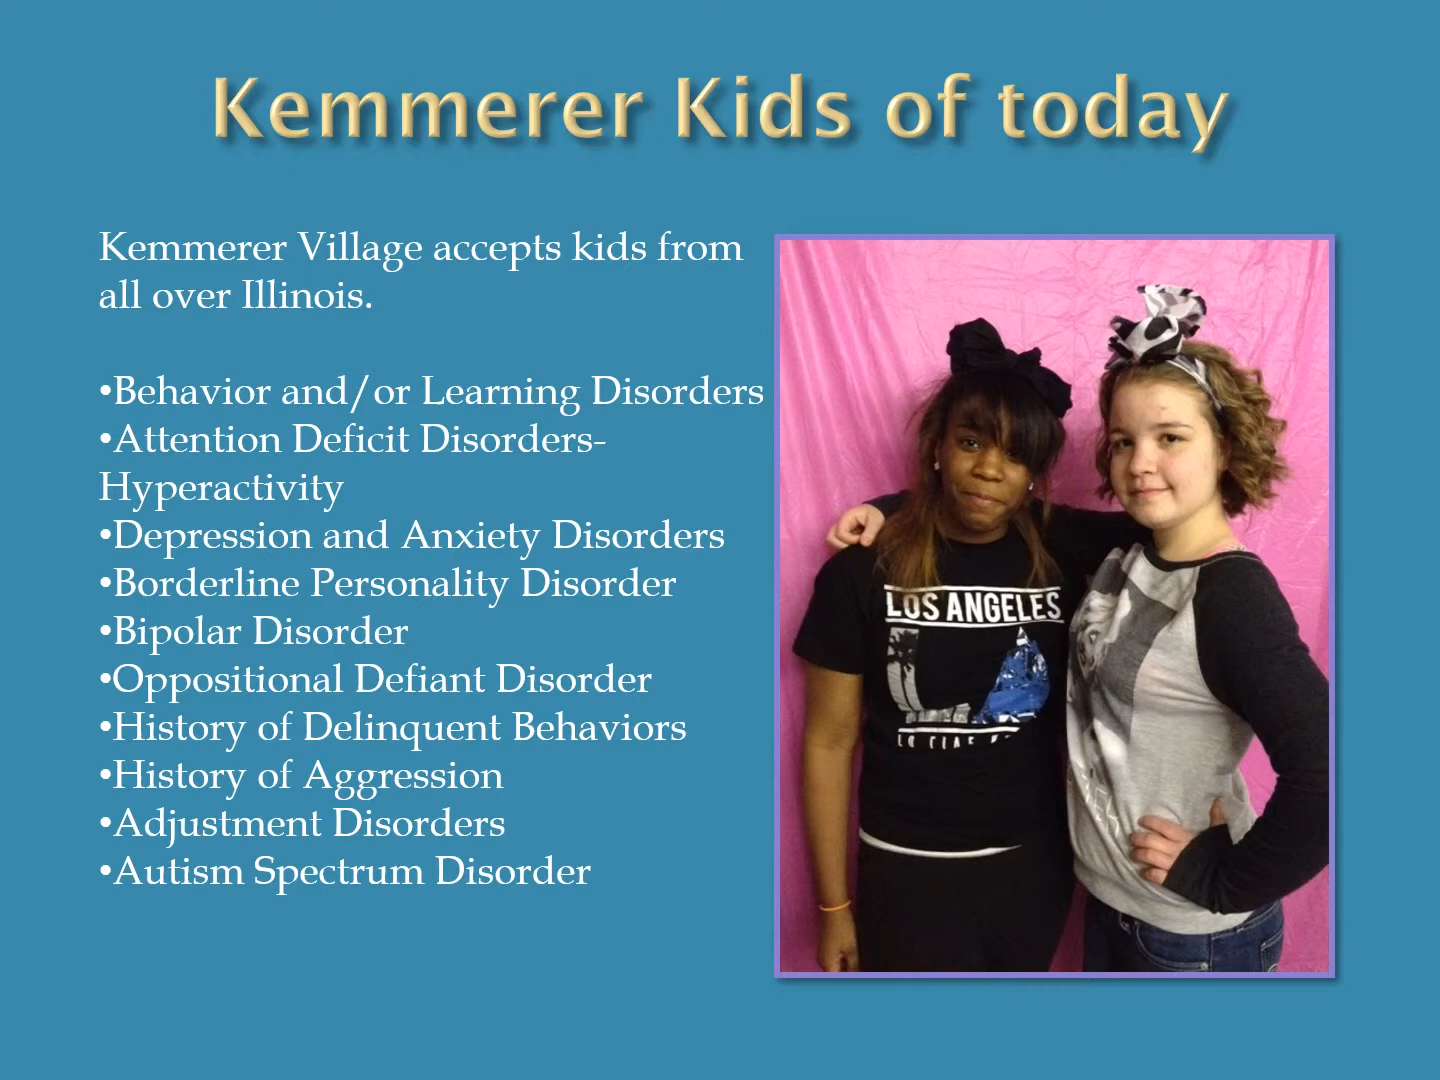 Kemmerer Kids of today
Kemmerer Village accepts kids from
all over Illinois.
•Behavior and/or Learning Disorders
•Attention Deficit Disorders-
Hyperactivity
•Depression and Anxiety Disorders
•Borderline Personality Disorder
•Bipolar Disorder
•Oppositional Defiant Disorder
•History of Delinquent Behaviors
•History of Aggression
•Adjustment Disorders
•Autism Spectrum Disorder
LOS ANGELES